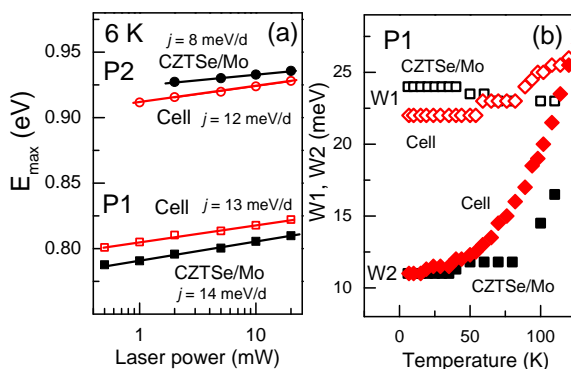 6 K
(a)
j = 8 meV/d
CZTSe/Mo
P2
Cell
j = 12 meV/d
P1
Cell
j = 13 meV/d
CZTSe/Mo
j = 14 meV/d
0.95
0.90
0.85
0.80
E_max (eV)
1
10
Laser power (mW)
P1
(b)
CZTSe/Mo
W1
Cell
Cell
W2
CZTSe/Mo
25
20
15
10
W1, W2 (meV)
0
50
100
Temperature (K)